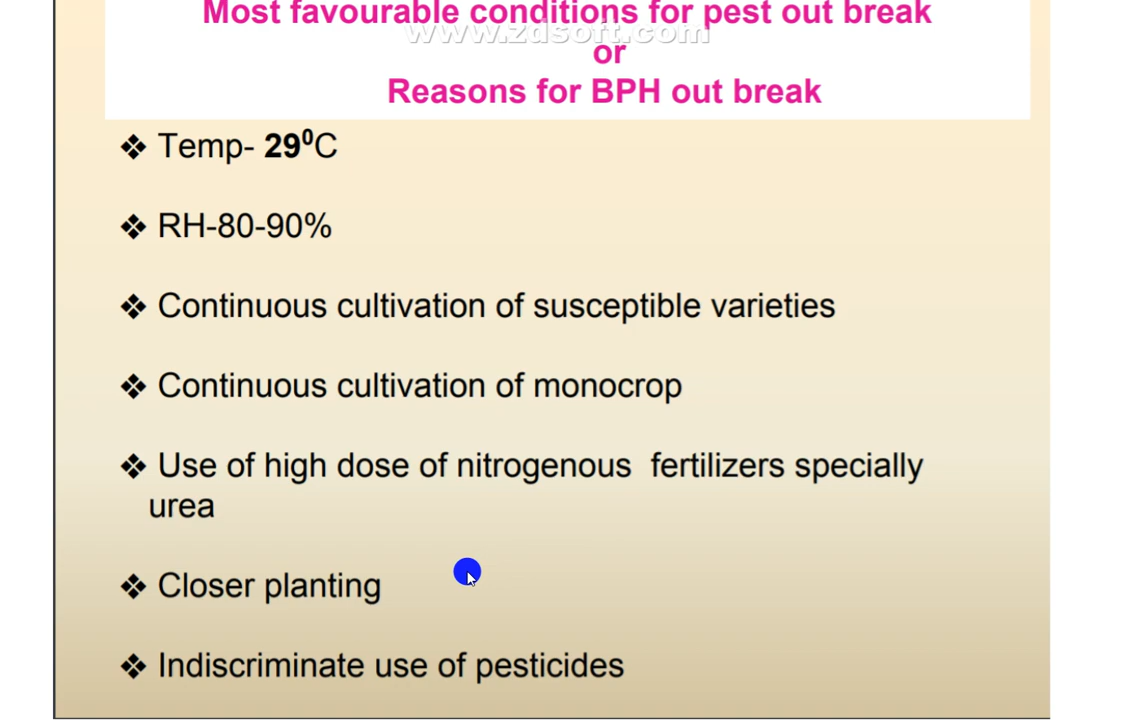 Most favourable conditions for pest out break
www.zdsoft.com
or
Reasons for BPH out break
❖ Temp- 29⁰C
❖ RH-80-90%
❖ Continuous cultivation of susceptible varieties
❖ Continuous cultivation of monocrop
❖ Use of high dose of nitrogenous fertilizers specially
urea
❖ Closer planting
❖ Indiscriminate use of pesticides